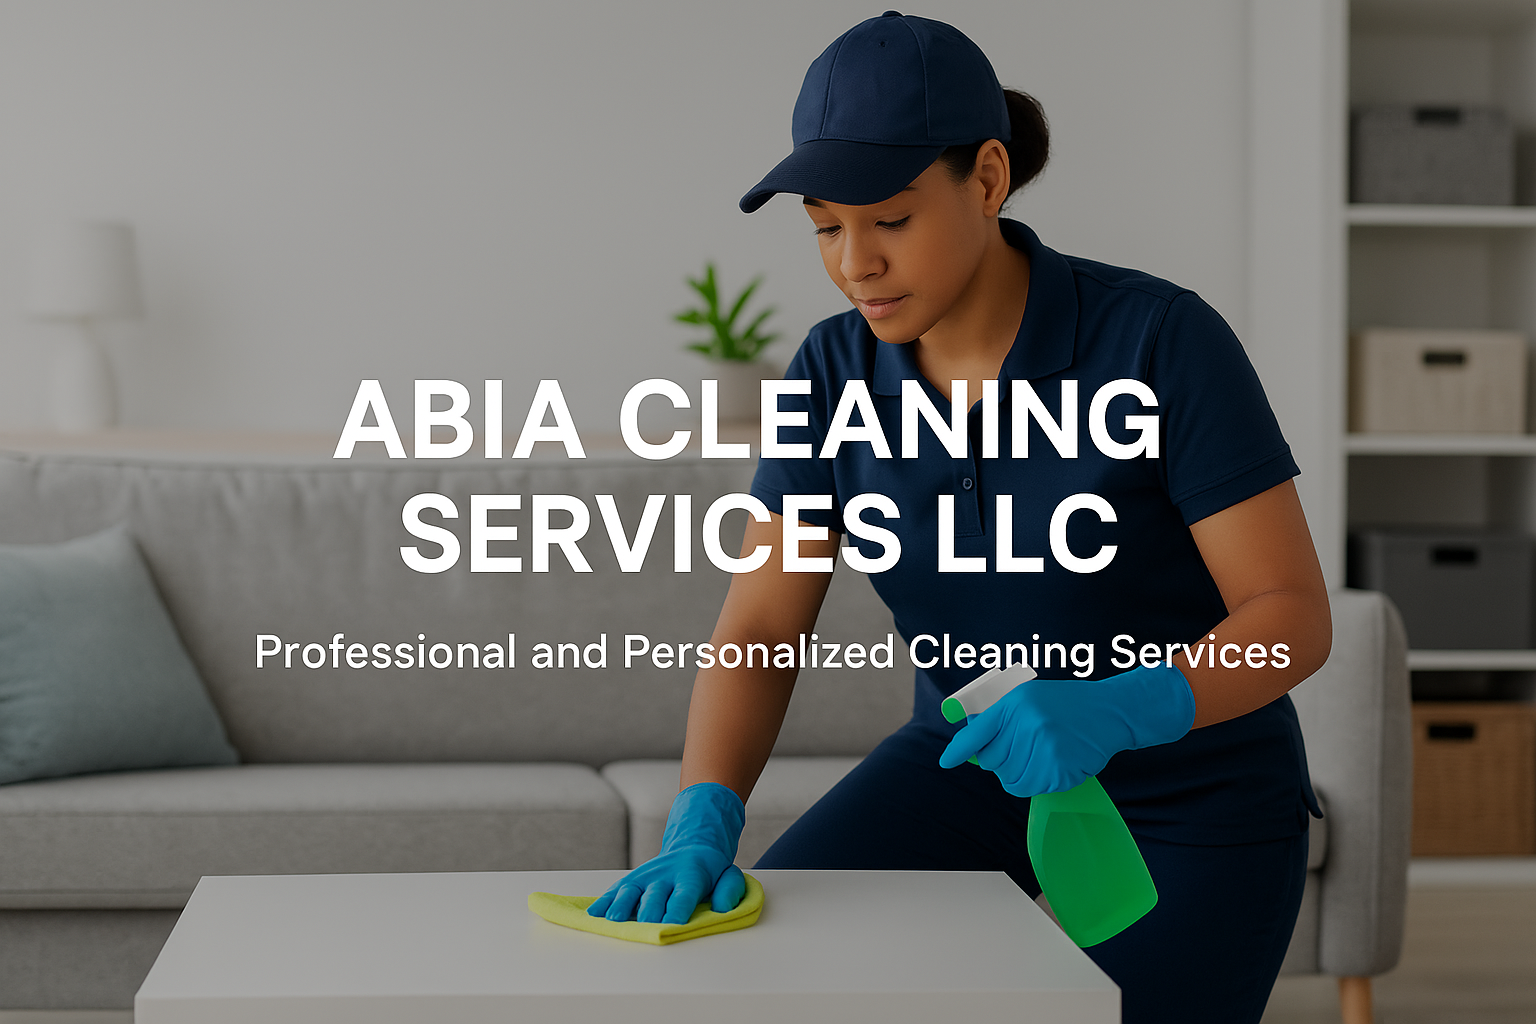 ABIA CLEANING
SERVICES LLC
Professional and Personalized Cleaning Services